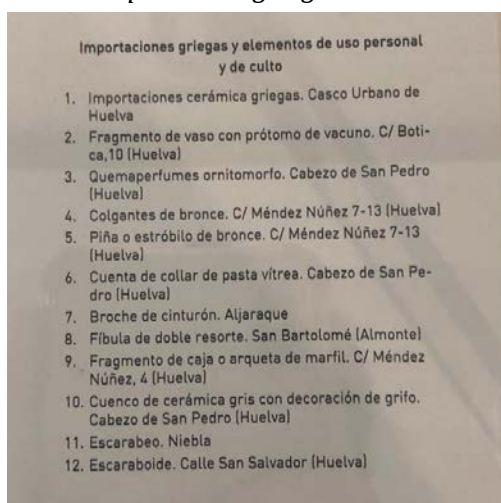 Importaciones griegas y elementos de uso personal
y de culto
1. Importaciones cerámica griegas. Casco Urbano de
Huelva
2. Fragmento de vaso con prótomo de vacuno. C/ Boti-
ca,10 (Huelva)
3. Quemaperfumes ornitomorfo. Cabezo de San Pedro
(Huelva)
4. Colgantes de bronce. C/ Méndez Núñez 7-13 (Huelva)
5. Piña o estróbilo de bronce. C/ Méndez Núñez 7-13
(Huelva)
6. Cuenta de collar de pasta vítrea. Cabezo de San Pe-
dro (Huelva)
7. Broche de cinturón. Aljaraque
8. Fíbula de doble resorte. San Bartolomé (Almonte)
9. Fragmento de caja o arqueta de marfil. C/ Méndez
Núñez, 4 (Huelva)
10. Cuenco de cerámica gris con decoración de grifo.
Cabezo de San Pedro (Huelva)
11. Escarabeo. Niebla
12. Escaraboide. Calle San Salvador (Huelva)